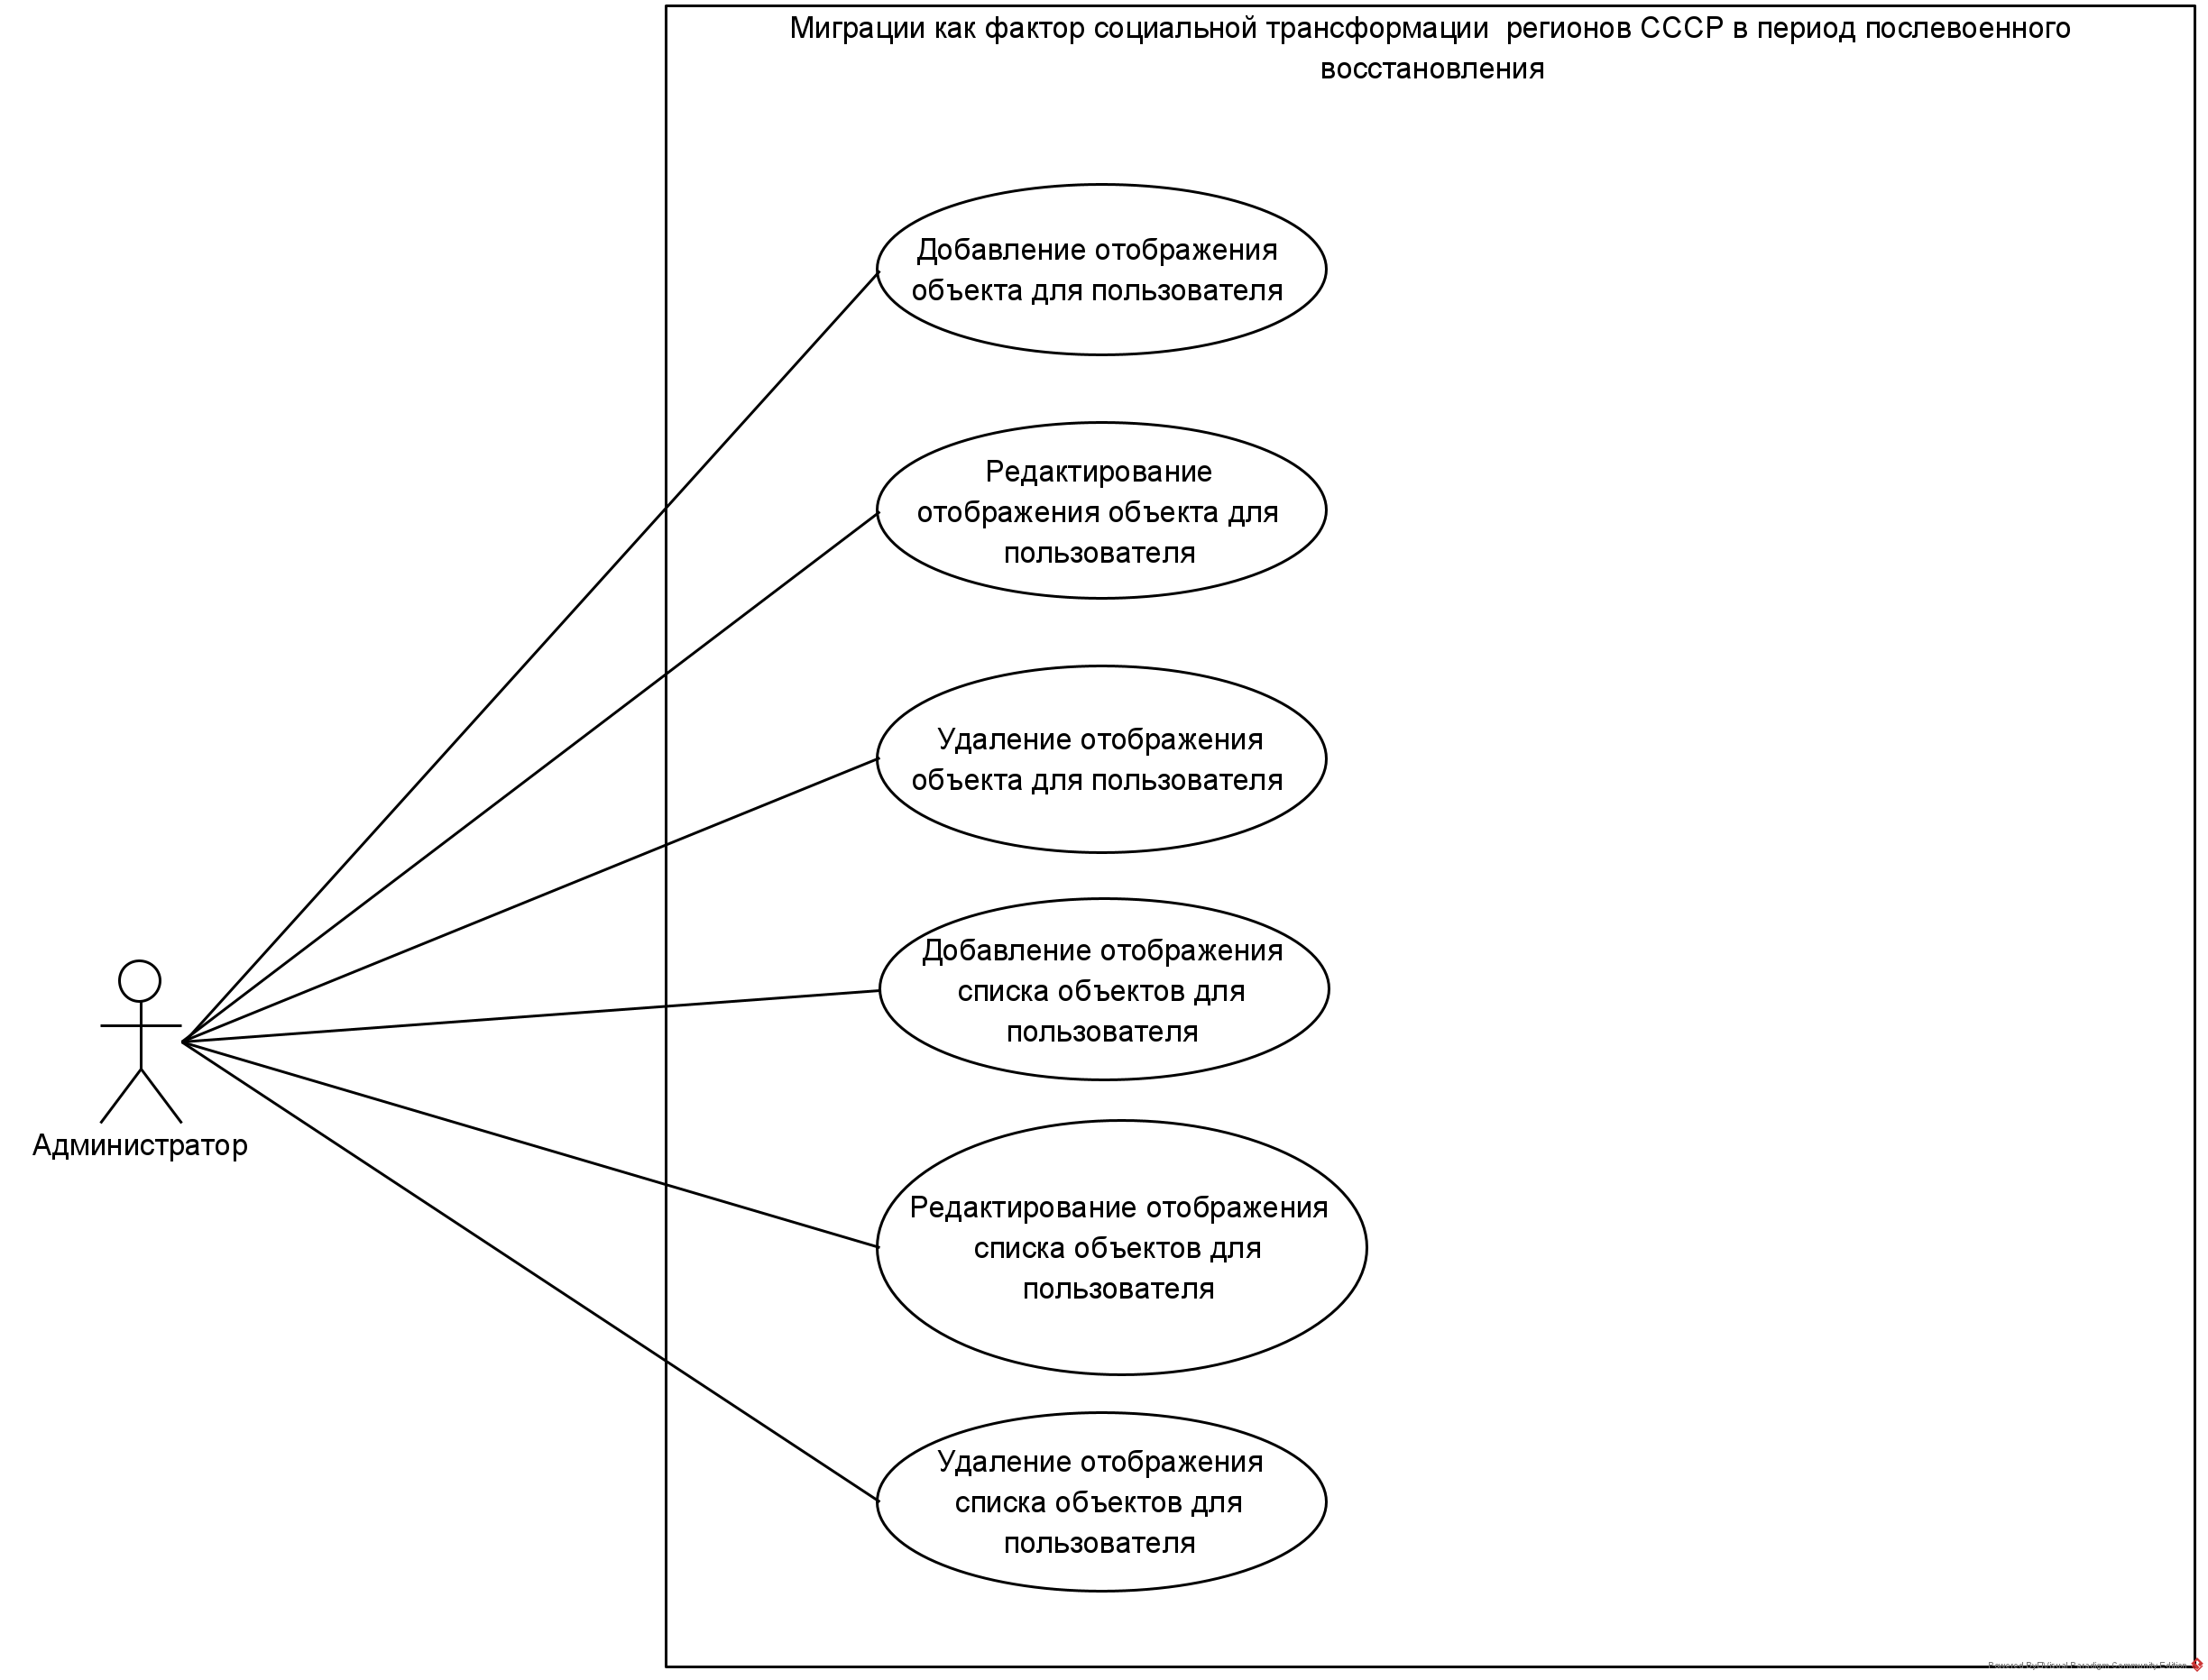 Миграции как фактор социальной трансформации  регионов СССР в период послевоенного
восстановления
Добавление отображения
объекта для пользователя
Редактирование
отображения объекта для
пользователя
Удаление отображения
объекта для пользователя
Добавление отображения
списка объектов для
пользователя
Администратор
Редактирование отображения
списка объектов для
пользователя
Удаление отображения
списка объектов для
пользователя
Powered By Visual Paradigm Community Edition